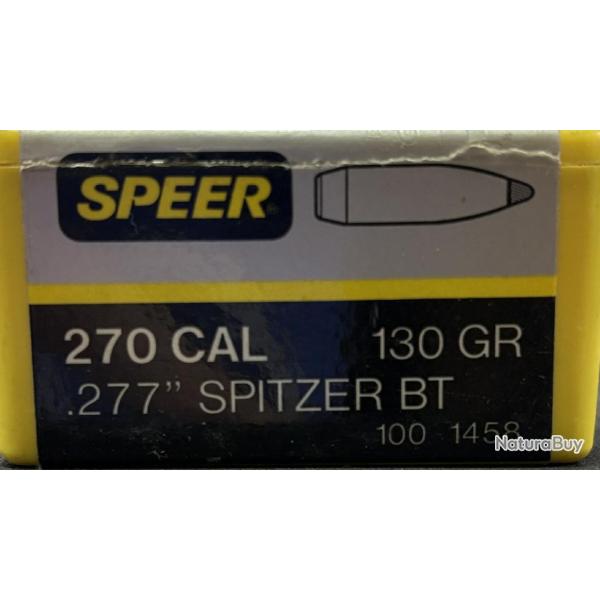 SPEER
270 CAL 130 GR
.277” SPITZER BT
100 1458
NaturaBuy